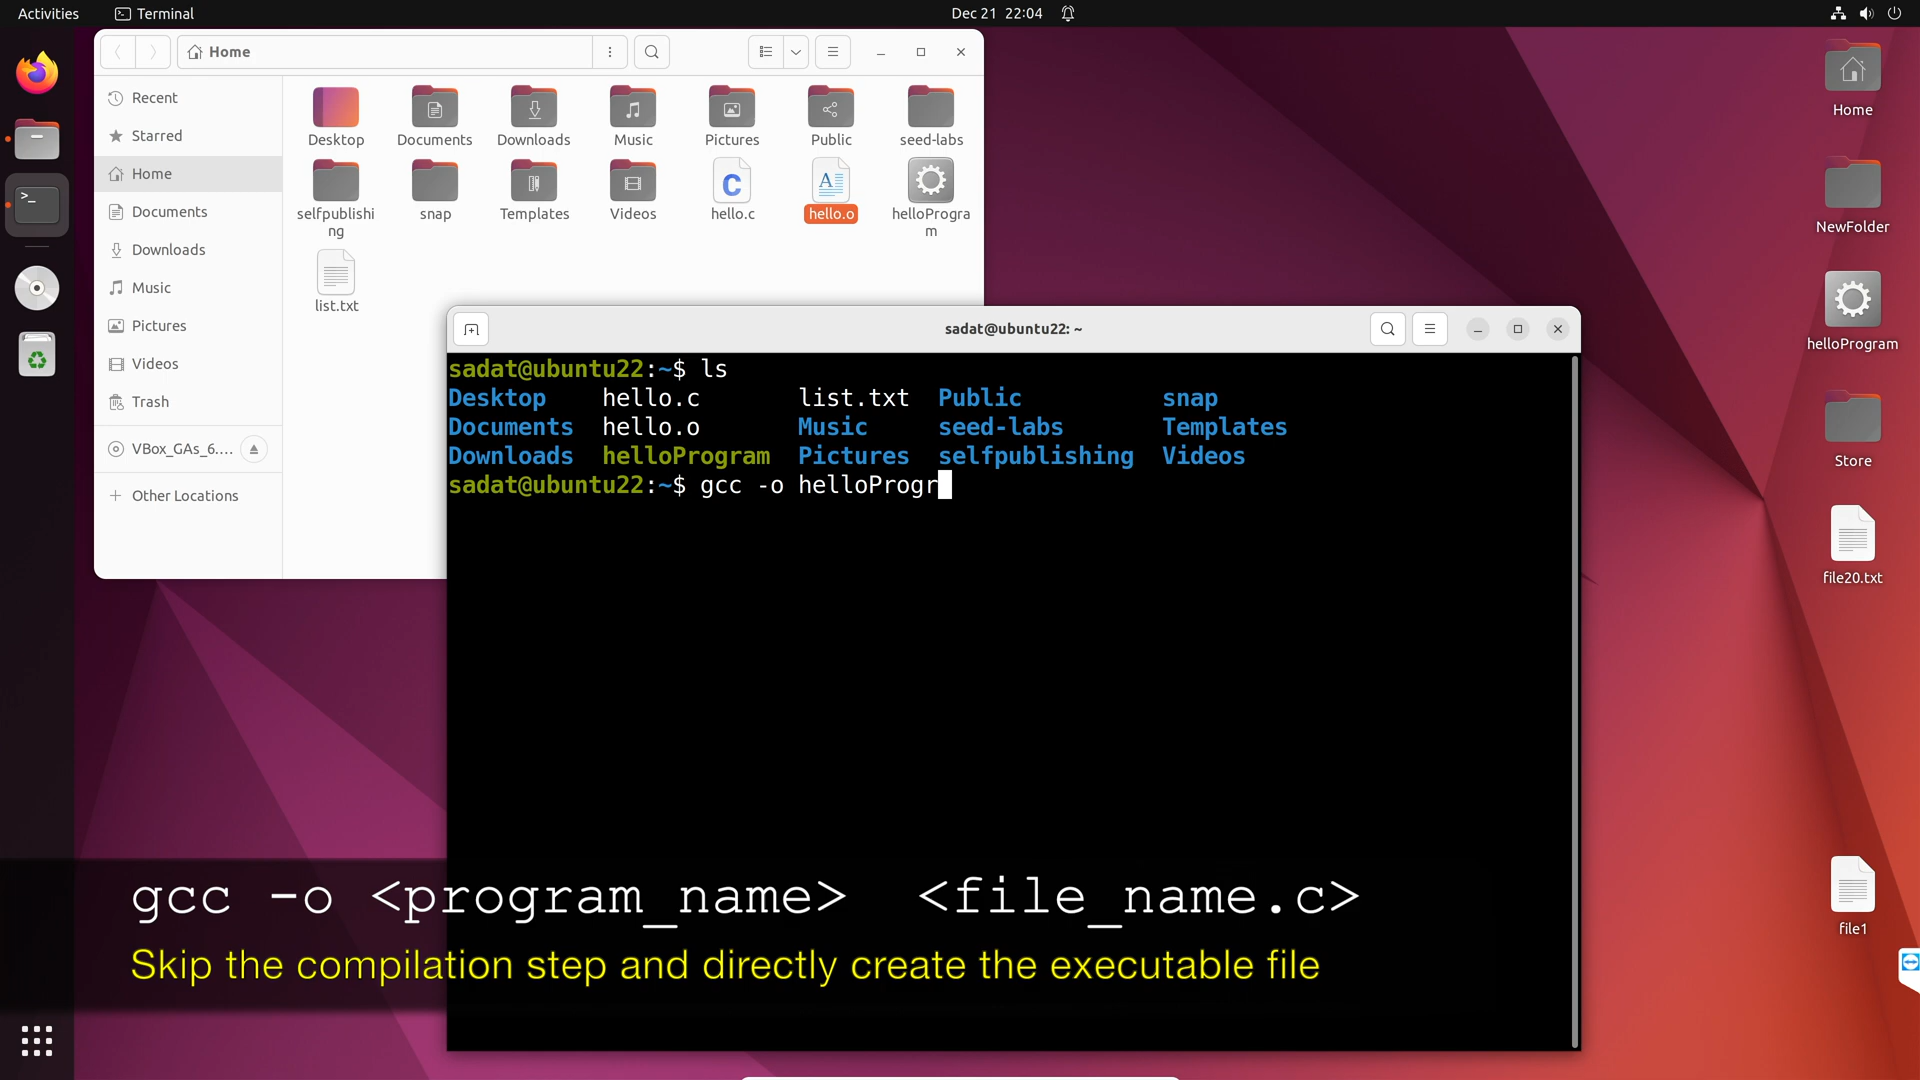 Activities
Terminal
Dec 21 22:04
Home
Recent
Starred
Home
Documents
Downloads
Music
Pictures
Videos
Trash
VBox_GAs_6....
Other Locations
Desktop
Documents
Downloads
Music
Pictures
Public
seed-labs
selfpublishi
ng
snap
Templates
Videos
hello.c
hello.o
helloProgra
m
list.txt
sadat@ubuntu22: ~
sadat@ubuntu22:~$ ls
Desktop hello.c list.txt Public snap
Documents hello.o Music seed-labs Templates
Downloads helloProgram Pictures selfpublishing Videos
sadat@ubuntu22:~$ gcc -o helloProgr
gcc -o <program_name> <file_name.c>
Skip the compilation step and directly create the executable file
Home
NewFolder
helloProgram
Store
file20.txt
file1